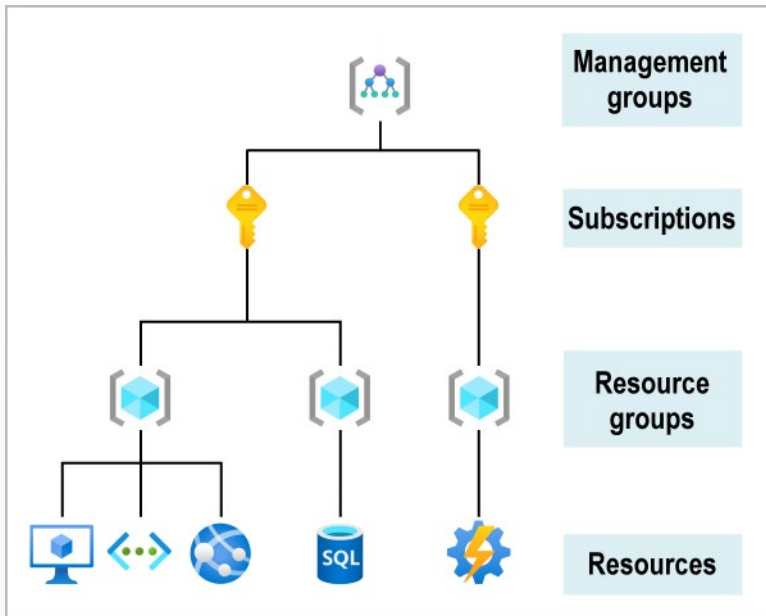 Management
groups
Subscriptions
Resource
groups
SQL
Resources